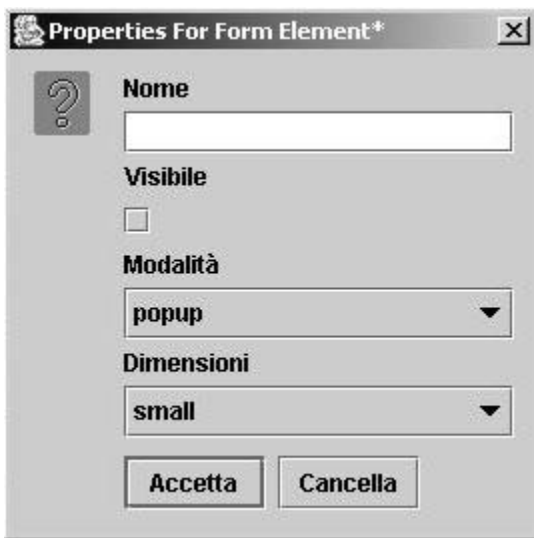 Properties For Form Element*
Nome
Visibile
Modalità
popup
Dimensioni
small
Accetta Cancella